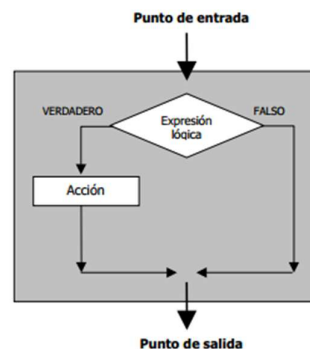 Punto de entrada
VERDADERO
FALSO
Expresión
lógica
Acción
Punto de salida